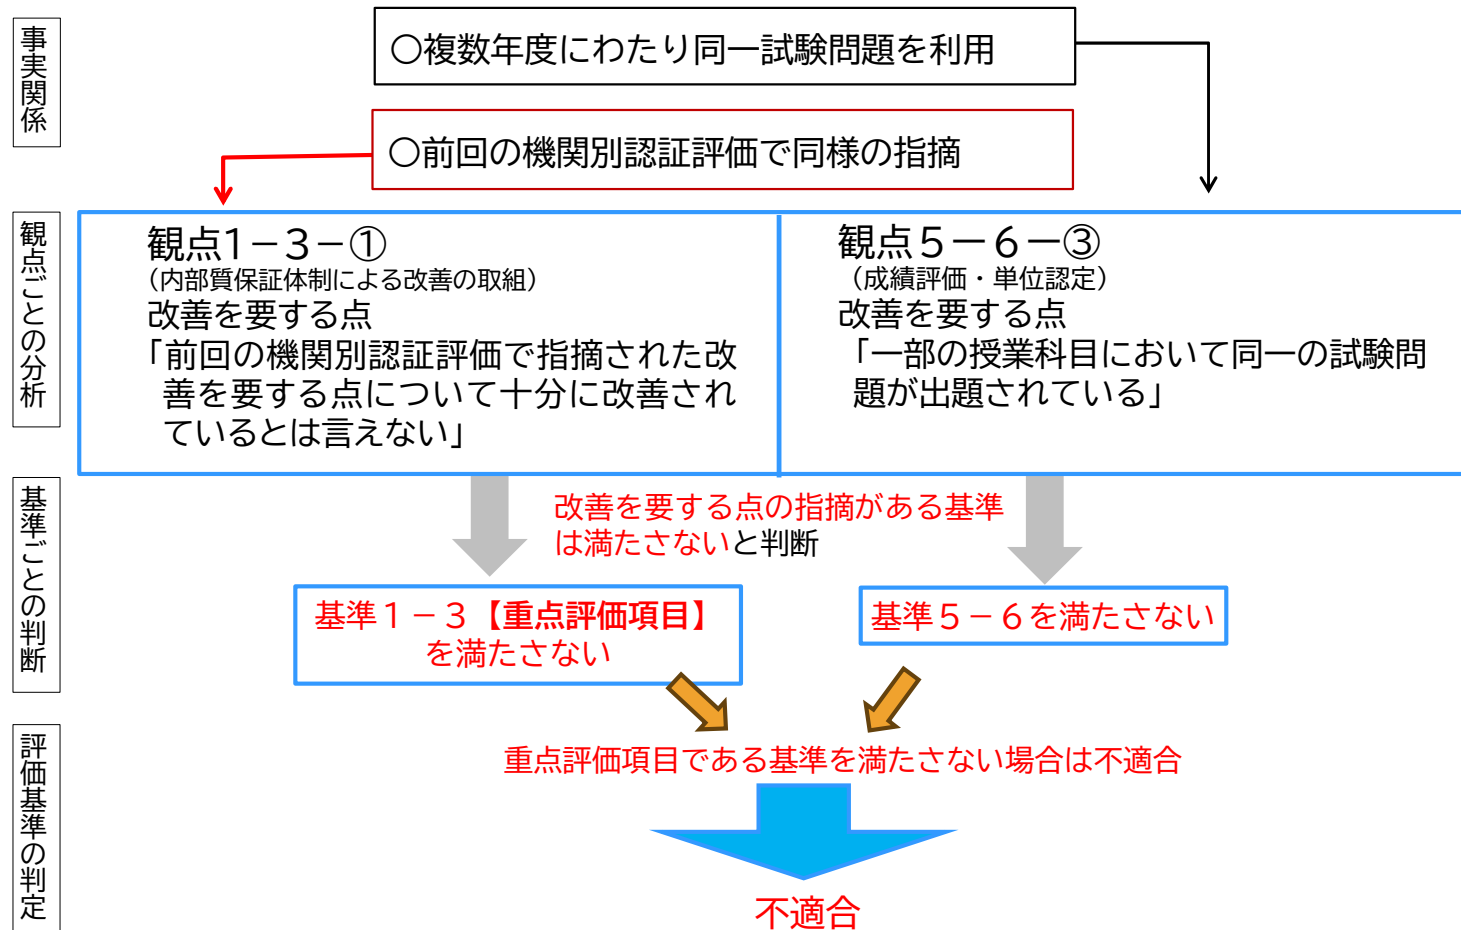 事実関係
〇複数年度にわたり同一試験問題を利用
〇前回の機関別認証評価で同様の指摘
観点ごとの分析
観点1－3－①
（内部質保証体制による改善の取組）
改善を要する点
「前回の機関別認証評価で指摘された改
善を要する点について十分に改善され
ているとは言えない」
観点５－６－③
（成績評価・単位認定）
改善を要する点
「一部の授業科目において同一の試験問
題が出題されている」
基準ごとの判断
改善を要する点の指摘がある基準
は満たさないと判断
基準１－３【重点評価項目】
を満たさない
基準５－６を満たさない
評価基準の判定
重点評価項目である基準を満たさない場合は不適合
不適合